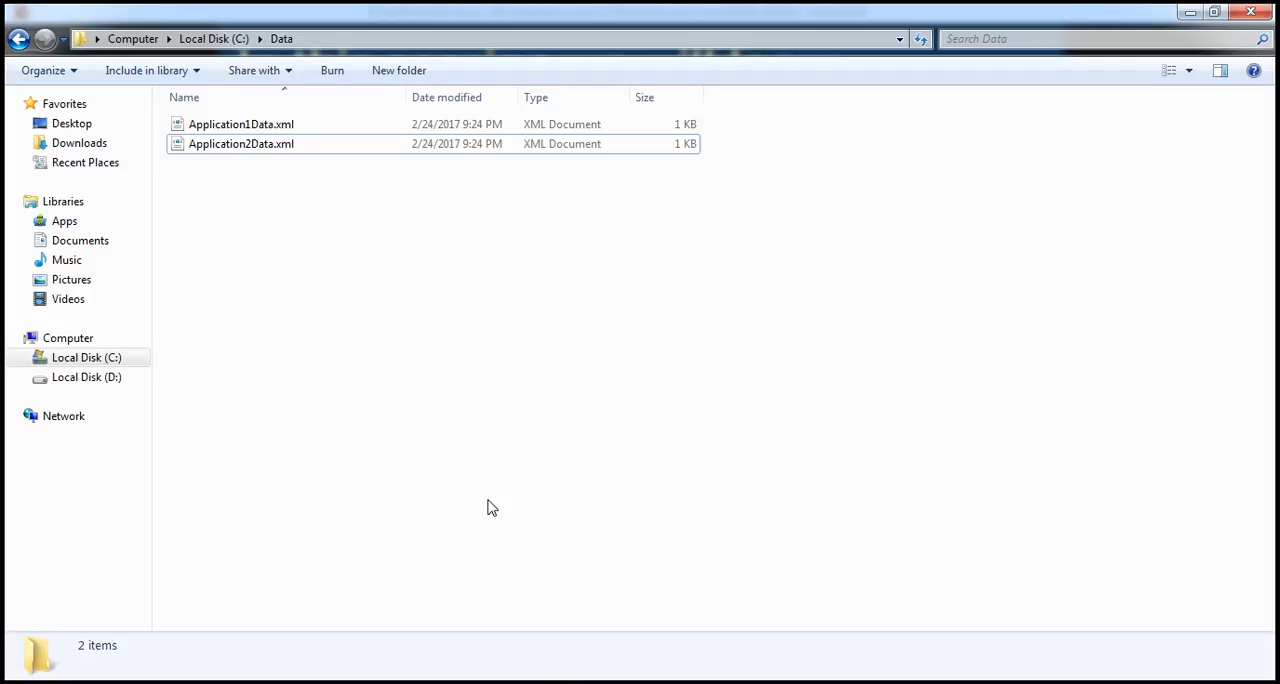 Computer Local Disk (C:) Data
Search Data
Organize Include in library Share with Burn New folder
Name Date modified Type Size
Application1Data.xml 2/24/2017 9:24 PM XML Document 1 KB
Application2Data.xml 2/24/2017 9:24 PM XML Document 1 KB
Favorites
Desktop
Downloads
Recent Places
Libraries
Apps
Documents
Music
Pictures
Videos
Computer
Local Disk (C:)
Local Disk (D:)
Network
2 items